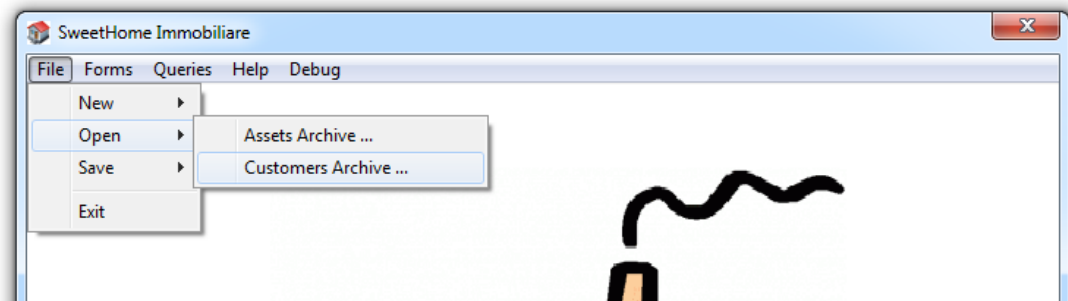 SweetHome Immobiliare
File Forms Queries Help Debug
New
Open
Assets Archive ...
Save
Customers Archive ...
Exit